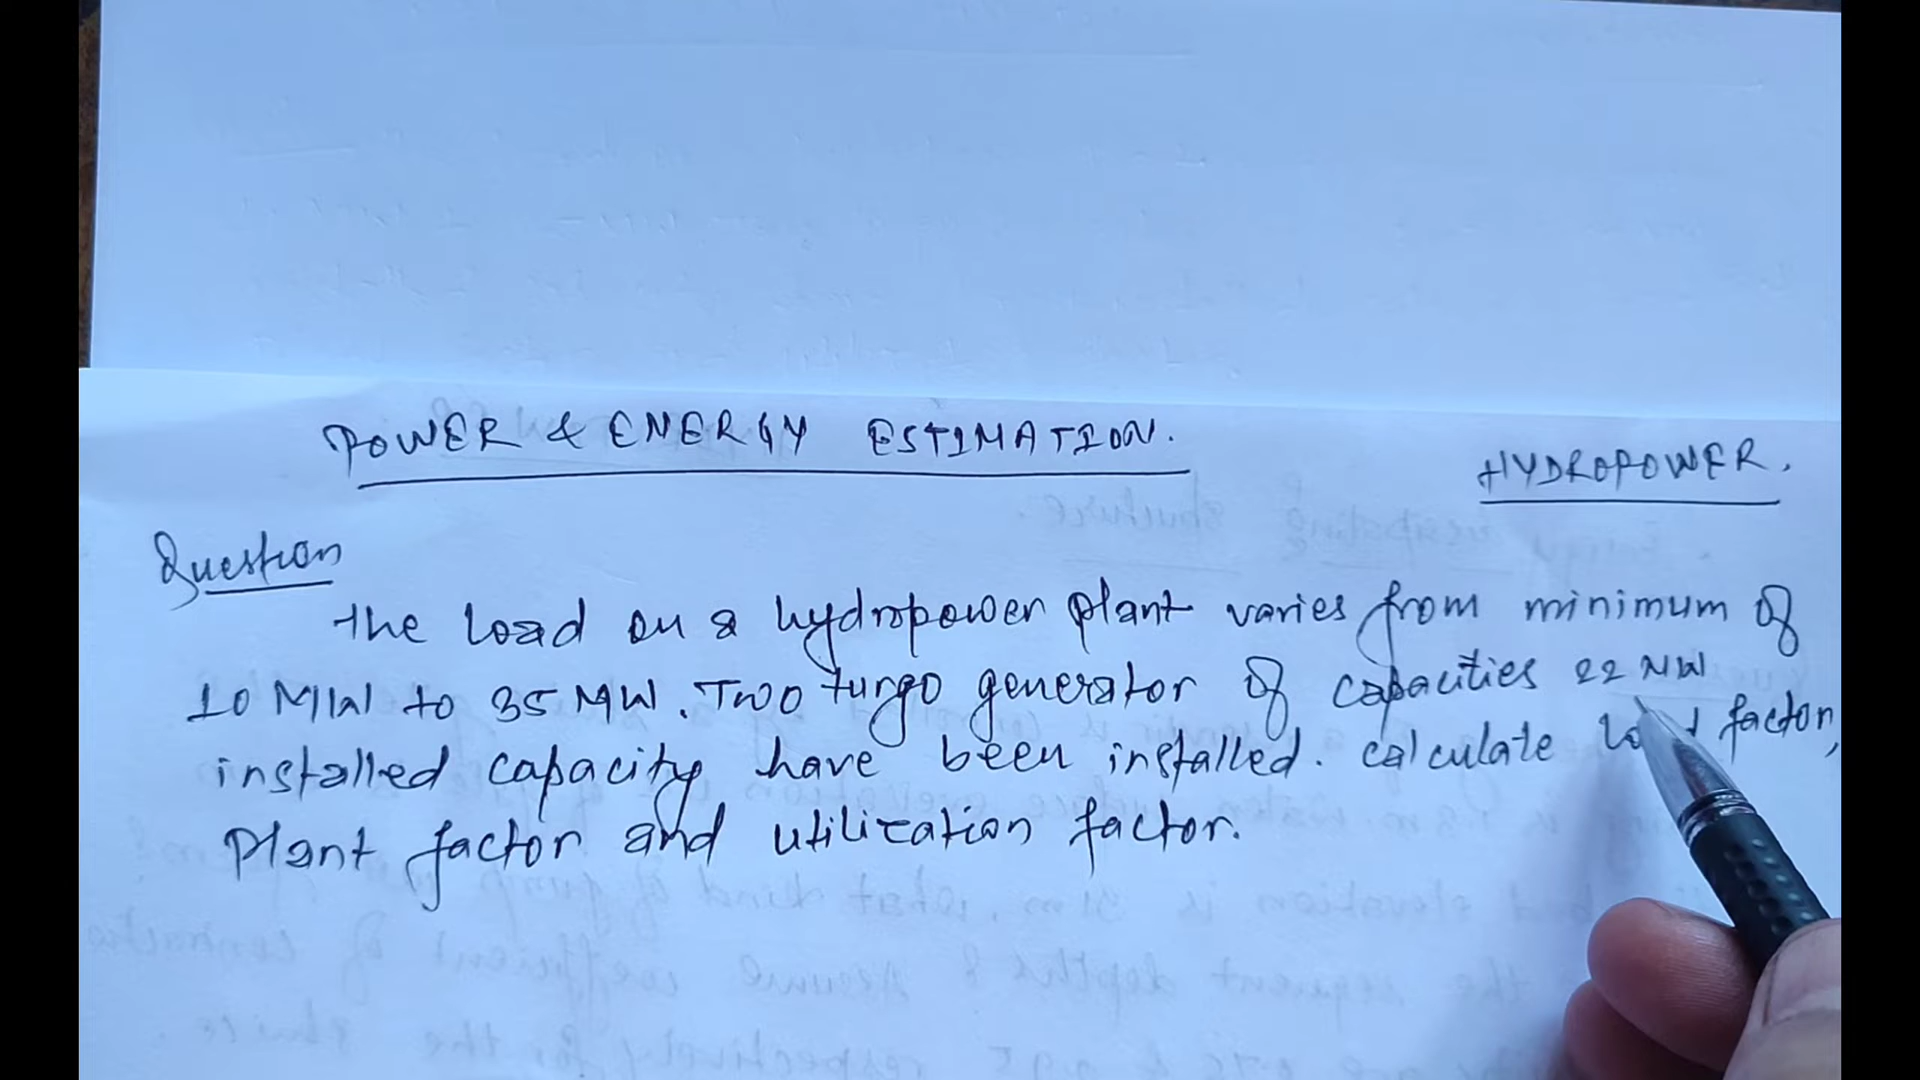 POWER & ENERGY ESTIMATION.
HYDROPOWER.
Question
The load on a hydropower plant varies from minimum of
10 MW to 35 MW. Two turgo generator of capacities 22 MW
installed capacity have been installed. calculate load factor,
Plant factor and utilization factor.